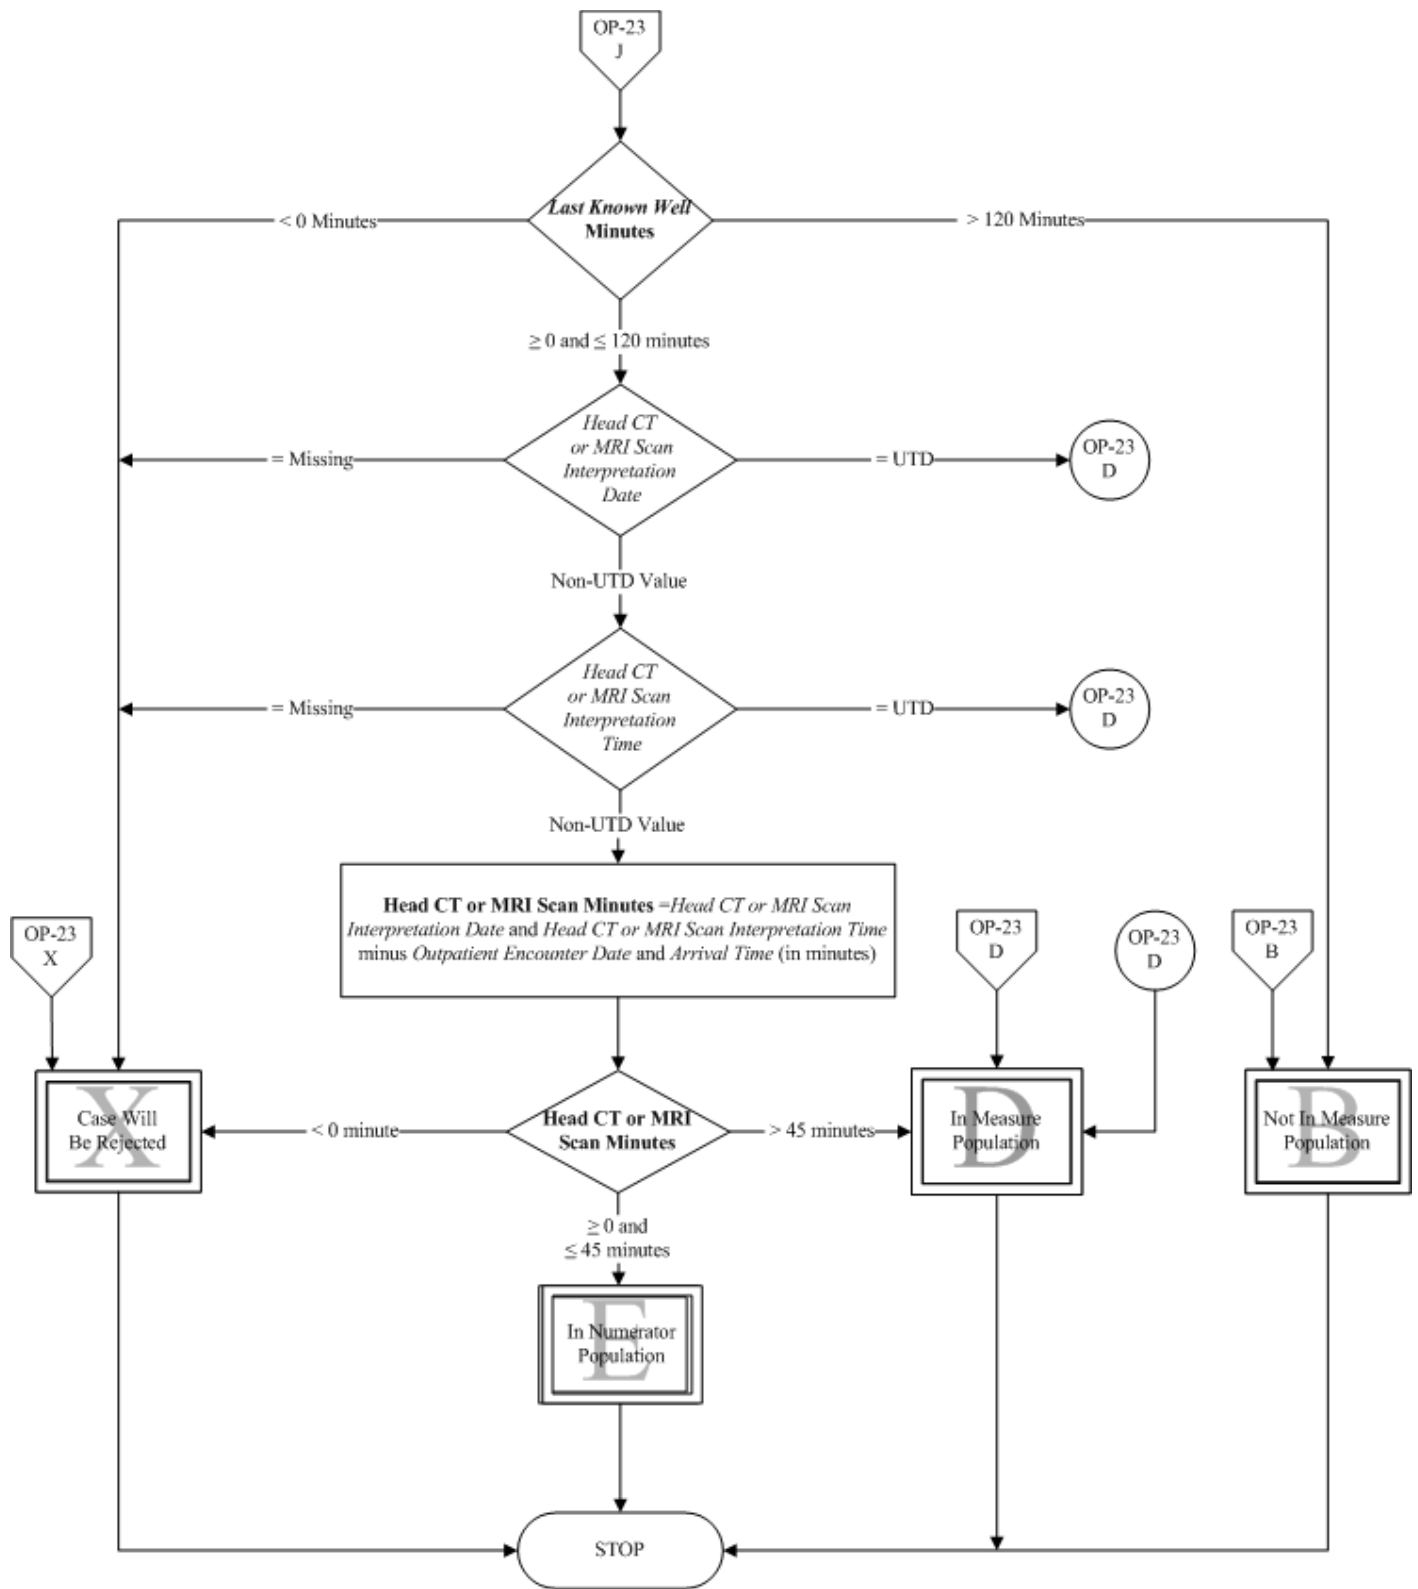 OP-23
J
Last Known Well
Minutes
< 0 Minutes
> 120 Minutes
≥ 0 and ≤ 120 minutes
Head CT
or MRI Scan
Interpretation
Date
= Missing
= UTD
OP-23
D
Non-UTD Value
Head CT
or MRI Scan
Interpretation
Time
= Missing
= UTD
OP-23
D
Non-UTD Value
Head CT or MRI Scan Minutes =Head CT or MRI Scan
Interpretation Date and Head CT or MRI Scan Interpretation Time
minus Outpatient Encounter Date and Arrival Time (in minutes)
OP-23
X
OP-23
D
OP-23
D
OP-23
B
X
Case Will
Be Rejected
< 0 minute
Head CT or MRI
Scan Minutes
> 45 minutes
D
In Measure
Population
B
Not In Measure
Population
≥ 0 and
≤ 45 minutes
E
In Numerator
Population
STOP